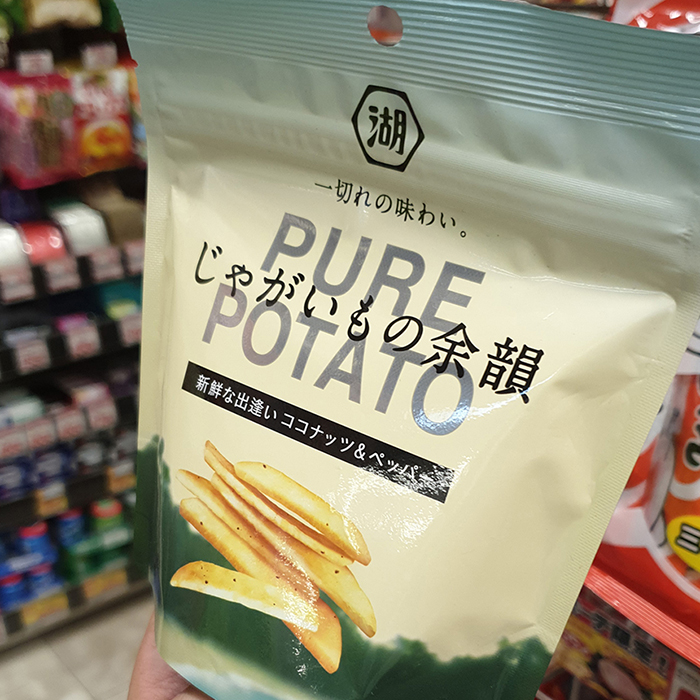 湖
一切れの味わい。
PURE
じゃがいもの余韻
POTATO
新鮮な出逢い ココナッツ&ペッパー